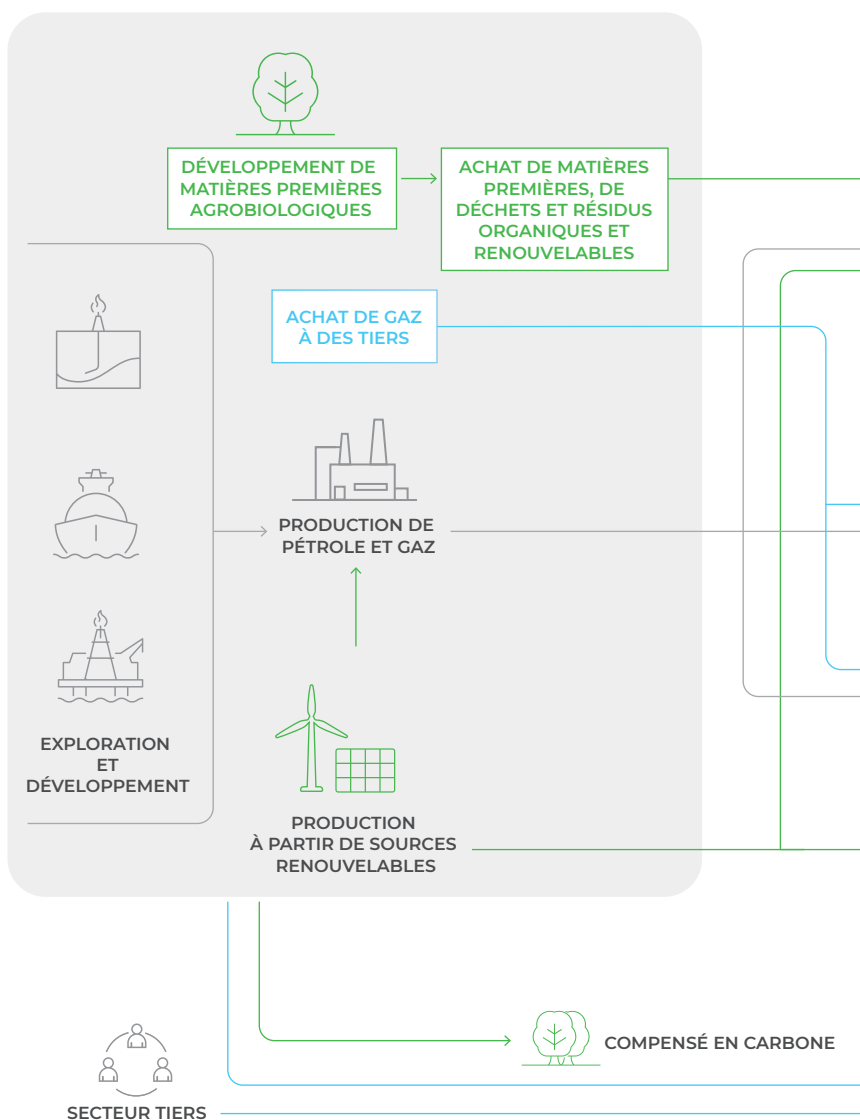 DÉVELOPPEMENT DE
MATIÈRES PREMIÈRES
AGROBIOLOGIQUES
ACHAT DE MATIÈRES
PREMIÈRES, DE
DÉCHETS ET RÉSIDUS
ORGANIQUES ET
RENOUVELABLES
ACHAT DE GAZ
À DES TIERS
PRODUCTION DE
PÉTROLE ET GAZ
EXPLORATION
ET
DÉVELOPPEMENT
PRODUCTION
À PARTIR DE SOURCES
RENOUVELABLES
COMPENSÉ EN CARBONE
SECTEUR TIERS